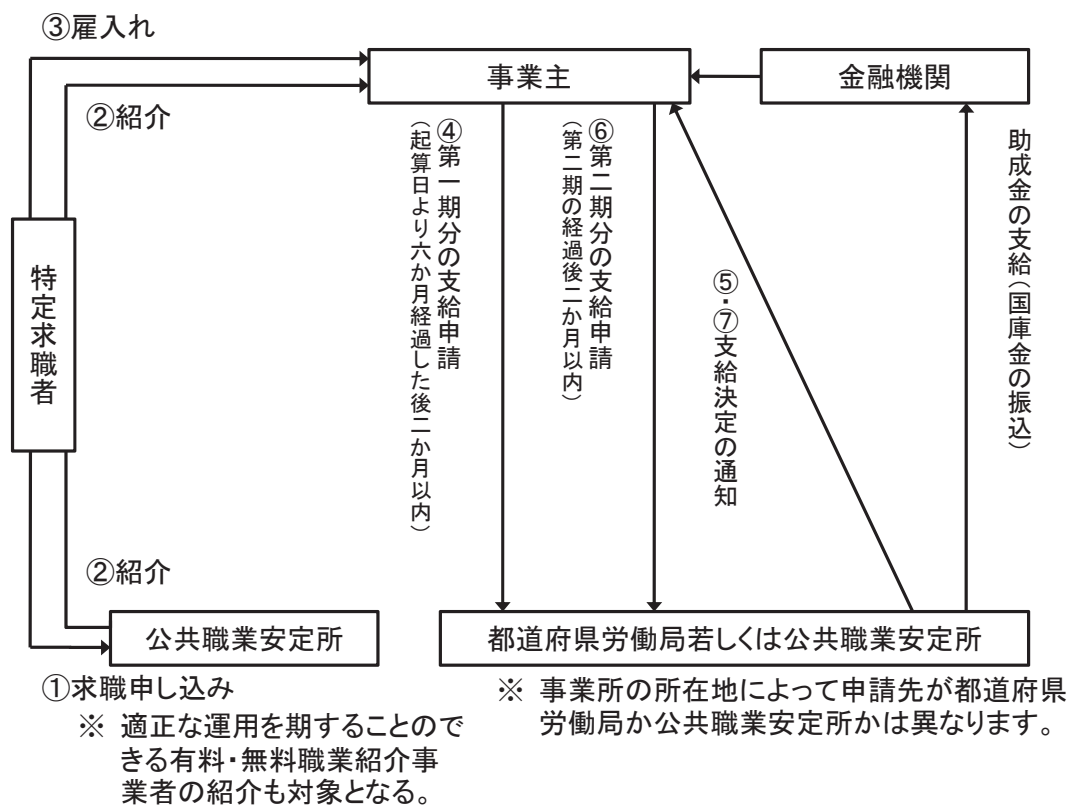 ③雇入れ
事業主
金融機関
②紹介
④第一期分の支給申請
(起算日より六か月経過した後二か月以内)
⑥第二期分の支給申請
(第二期の経過後二か月以内)
⑤・⑦支給決定の通知
助成金の支給(国庫金の振込)
特定求職者
②紹介
公共職業安定所
都道府県労働局若しくは公共職業安定所
①求職申し込み
※ 適正な運用を期することので
きる有料・無料職業紹介事
業者の紹介も対象となる。
※ 事業所の所在地によって申請先が都道府県
労働局か公共職業安定所かは異なります。